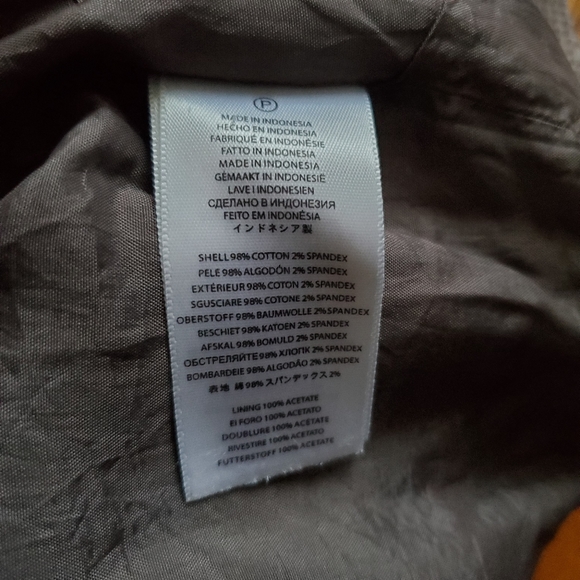 P
MADE IN INDONESIA
HECHO EN INDONESIA
FABRIQUÉ EN INDONÉSIE
FATTO IN INDONESIA
MADE IN INDONESIA
GEMAAKT IN INDONESIË
LAVE I INDONESIEN
СДЕЛАНО В ИНДОНЕЗИЯ
FEITO EM INDONÉSIA
インドネシア製
SHELL 98% COTTON 2% SPANDEX
PELE 98% ALGODÓN 2% SPANDEX
EXTÉRIEUR 98% COTON 2% SPANDEX
SGUSCIARE 98% COTONE 2% SPANDEX
OBERSTOFF 98% BAUMWOLLE 2% SPANDEX
BESCHIET 98% KATOEN 2% SPANDEX
AFSKAL 98% BOMULD 2% SPANDEX
ОБСТРЕЛЯЙТЕ 98% ХЛОПК 2% SPANDEX
BOMBARDEIE 98% ALGODÃO 2% SPANDEX
表地 綿 98% スパンデックス 2%
LINING 100% ACETATE
El FORO 100% ACETATO
DOUBLURE 100% ACETATE
RIVESTIRE 100% ACETATO
FUTTERSTOFF 100% ACETATE